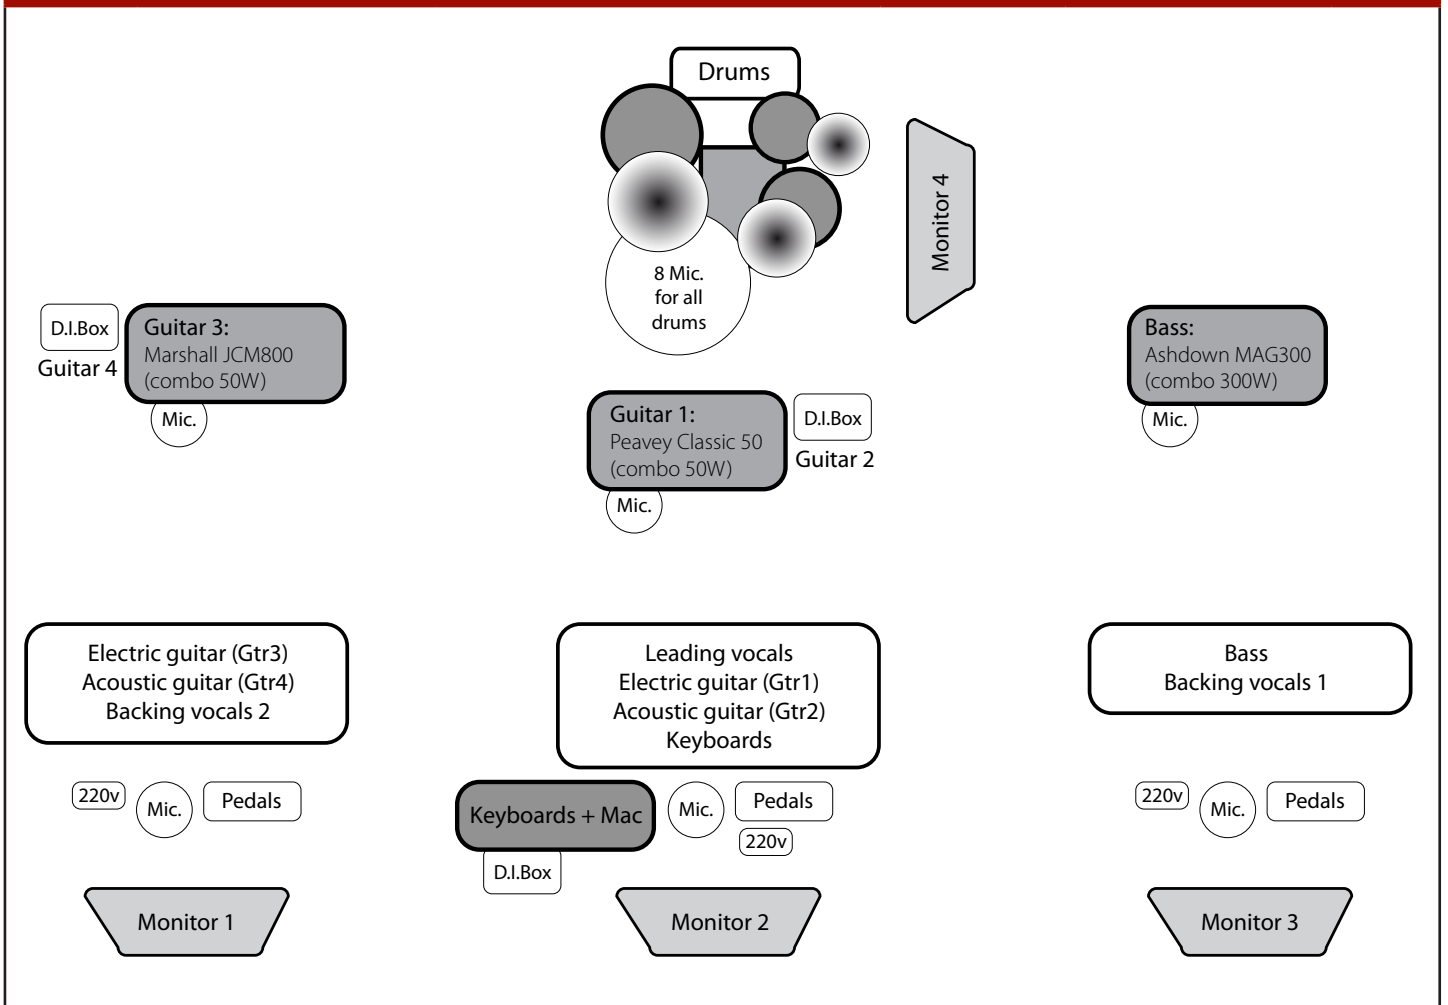 Drums
Monitor 4
8 Mic.
for all
drums
D.I.Box
Guitar 4
Guitar 3:
Marshall JCM800
(combo 50W)
Mic.
Guitar 1:
Peavey Classic 50
(combo 50W)
Mic.
D.I.Box
Guitar 2
Bass:
Ashdown MAG300
(combo 300W)
Mic.
Electric guitar (Gtr3)
Acoustic guitar (Gtr4)
Backing vocals 2
Leading vocals
Electric guitar (Gtr1)
Acoustic guitar (Gtr2)
Keyboards
Bass
Backing vocals 1
220v
Mic.
Pedals
Keyboards + Mac
D.I.Box
Mic.
Pedals
220v
220v
Mic.
Pedals
Monitor 1
Monitor 2
Monitor 3